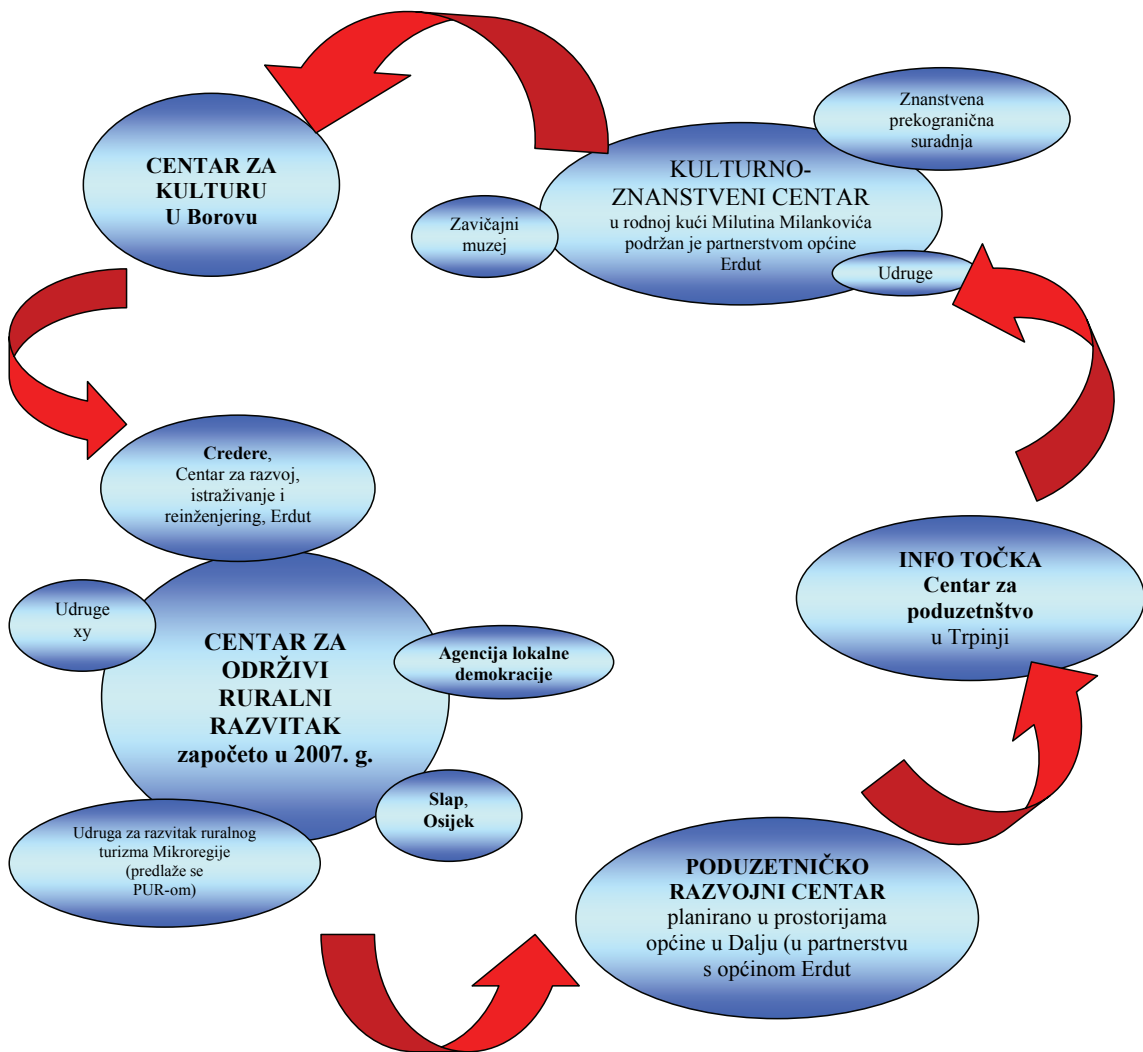 Znanstvena
prekogranična
suradnja
KULTURNO-
ZNANSTVENI CENTAR
u rodnoj kući Milutina Milankovića
podržan je partnerstvom općine
Erdut
Zavičajni
muzej
Udruge
CENTAR ZA
KULTURU
U Borovu
Credere,
Centar za razvoj,
istraživanje i
reinženjering, Erdut
Udruge
xy
CENTAR ZA
ODRŽIVI
RURALNI
RAZVITAK
započeto u 2007. g.
Agencija lokalne
demokracije
Slap,
Osijek
Udruga za razvitak ruralnog
turizma Mikroregije
(predlaže se
PUR-om)
INFO TOČKA
Centar za
poduzetnštvo
u Trpinji
PODUZETNIČKO
RAZVOJNI CENTAR
planirano u prostorijama
općine u Dalju (u partnerstvu
s općinom Erdut